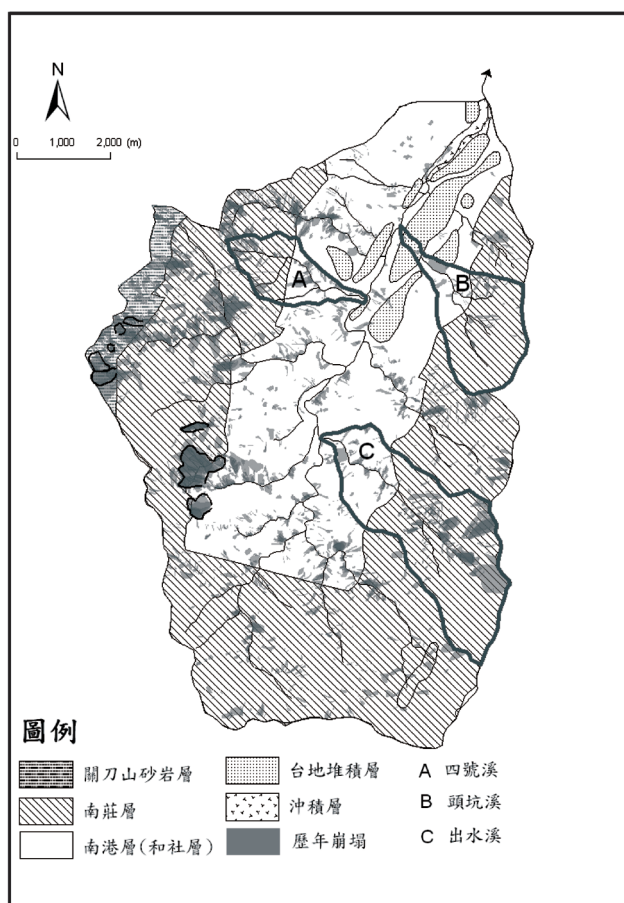 N
0 1,000 2,000 (m)
A
B
C
圖例
關刀山砂岩層
南莊層
南港層(和社層)
台地堆積層
沖積層
歷年崩塌
A 四號溪
B 頭坑溪
C 出水溪